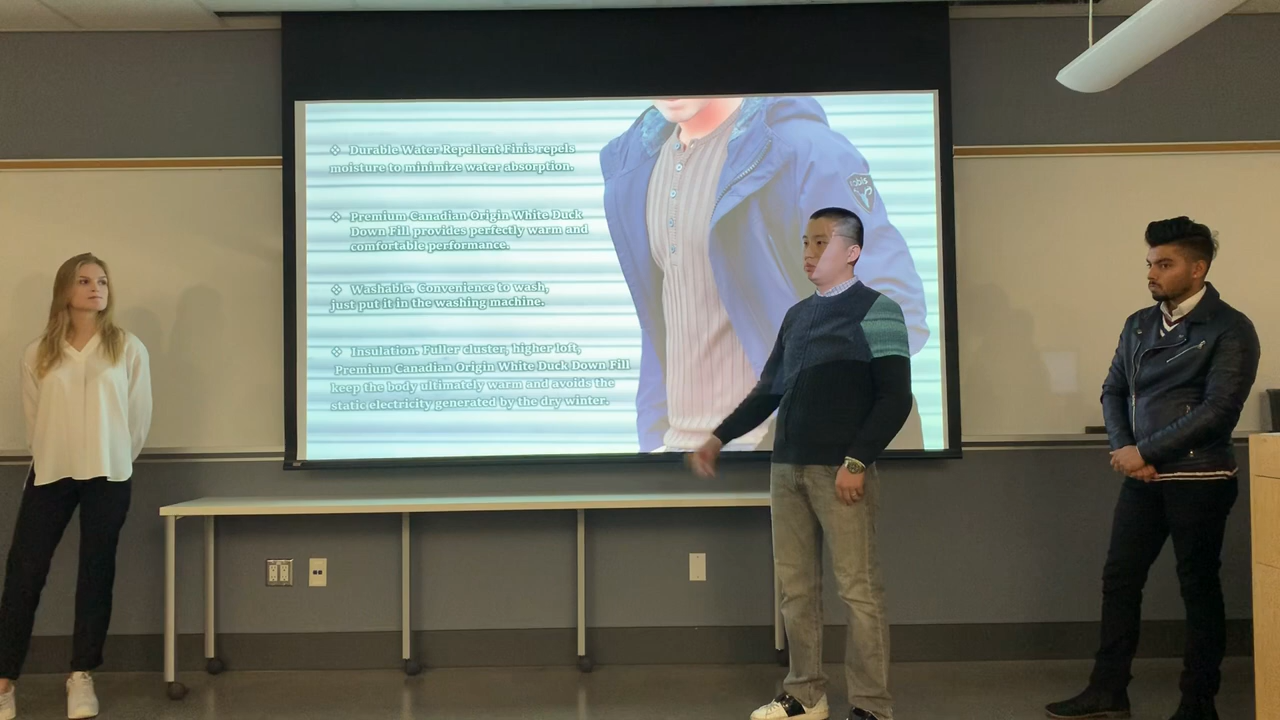 ❖ Durable Water Repellent Finis repels
moisture to minimize water absorption.
❖ Premium Canadian Origin White Duck
Down Fill provides perfectly warm and
comfortable performance.
❖ Washable. Convenience to wash,
just put it in the washing machine.
❖ Insulation. Fuller cluster, higher loft,
Premium Canadian Origin White Duck Down Fill
keep the body ultimately warm and avoids the
static electricity generated by the dry winter.
nobis